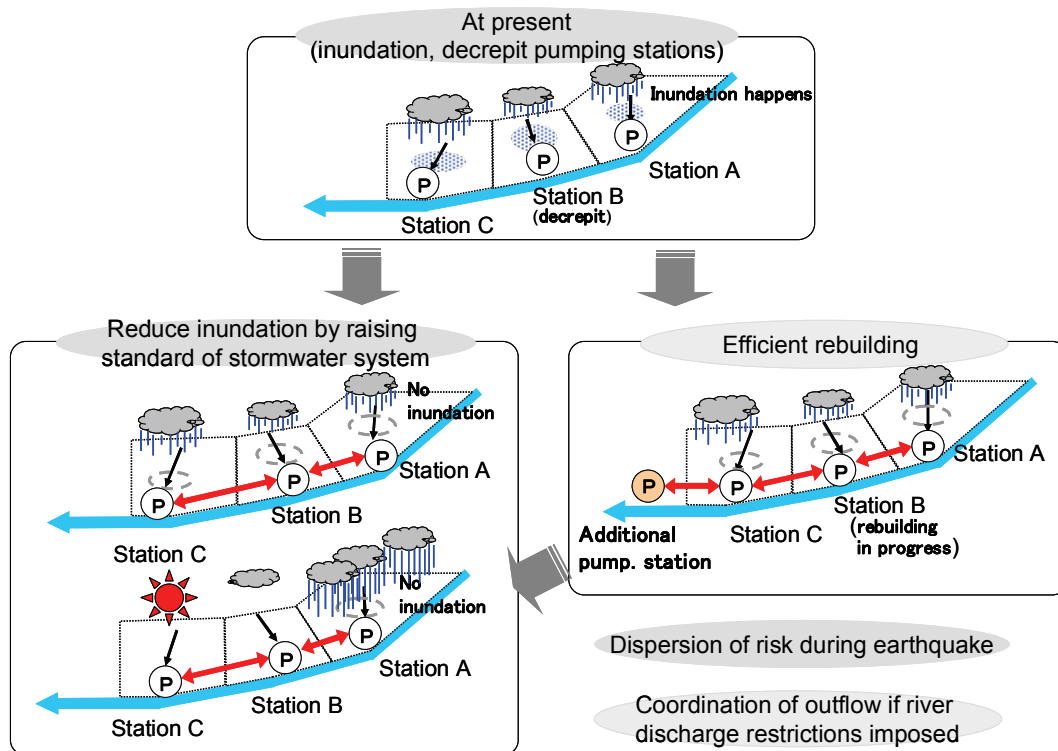 At present
(inundation, decrepit pumping stations)
Inundation happens
P
P
P
Station A
Station B
(decrepit)
Station C
Reduce inundation by raising
standard of stormwater system
No
inundation
P
P
P
Station A
Station B
Station C
No
inundation
P
P
P
Station A
Station B
Station C
Efficient rebuilding
P
P
P
P
Station A
Station B
(rebuilding
in progress)
Station C
Additional
pump. station
Dispersion of risk during earthquake
Coordination of outflow if river
discharge restrictions imposed